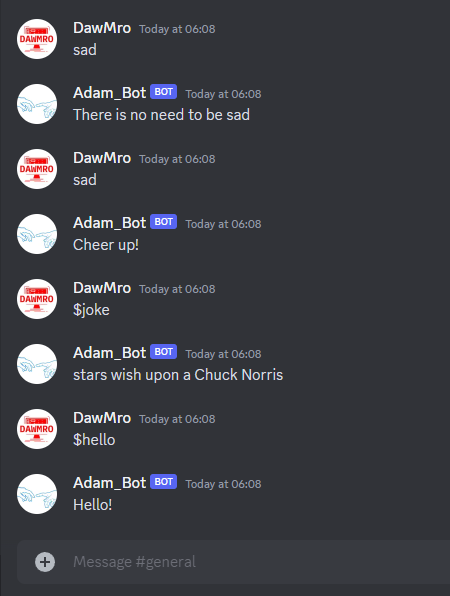 DawMro Today at 06:08
sad
Adam_Bot BOT Today at 06:08
There is no need to be sad
DAWMRO
DawMro Today at 06:08
sad
Adam_Bot BOT Today at 06:08
Cheer up!
DAWMRO
DawMro Today at 06:08
$joke
Adam_Bot BOT Today at 06:08
stars wish upon a Chuck Norris
DAWMRO
DawMro Today at 06:08
$hello
Adam_Bot BOT Today at 06:08
Hello!
Message #general